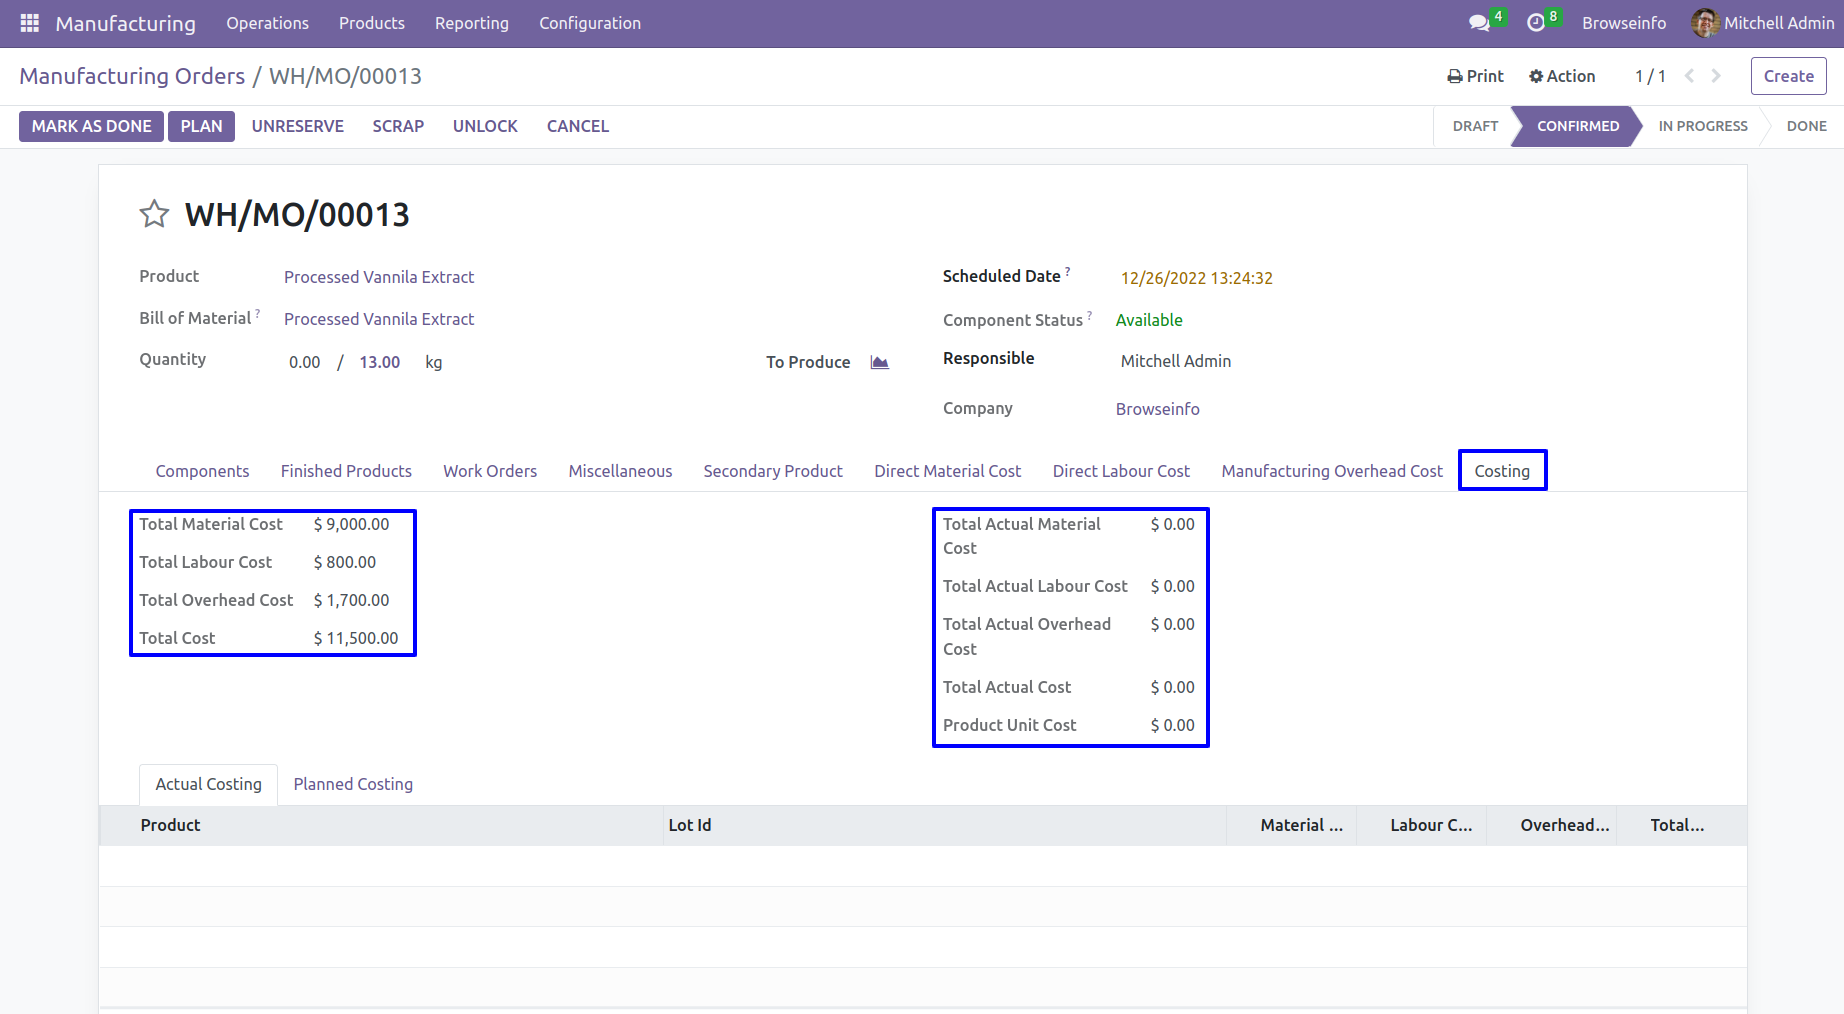 Manufacturing Operations Products Reporting Configuration 4 8 Browseinfo Mitchell Admin
Manufacturing Orders / WH/MO/00013 Print Action 1 / 1 Create
MARK AS DONE PLAN UNRESERVE SCRAP UNLOCK CANCEL DRAFT CONFIRMED IN PROGRESS DONE
WH/MO/00013
Product Processed Vannila Extract
Bill of Material ? Processed Vannila Extract
Quantity 0.00 / 13.00 kg To Produce
Scheduled Date ? 12/26/2022 13:24:32
Component Status ? Available
Responsible Mitchell Admin
Company Browseinfo
Components Finished Products Work Orders Miscellaneous Secondary Product Direct Material Cost Direct Labour Cost Manufacturing Overhead Cost Costing
Total Material Cost $ 9,000.00
Total Labour Cost $ 800.00
Total Overhead Cost $ 1,700.00
Total Cost $ 11,500.00
Total Actual Material $ 0.00
Cost
Total Actual Labour Cost $ 0.00
Total Actual Overhead $ 0.00
Cost
Total Actual Cost $ 0.00
Product Unit Cost $ 0.00
Actual Costing Planned Costing
Product Lot Id Material ... Labour C... Overhead... Total...